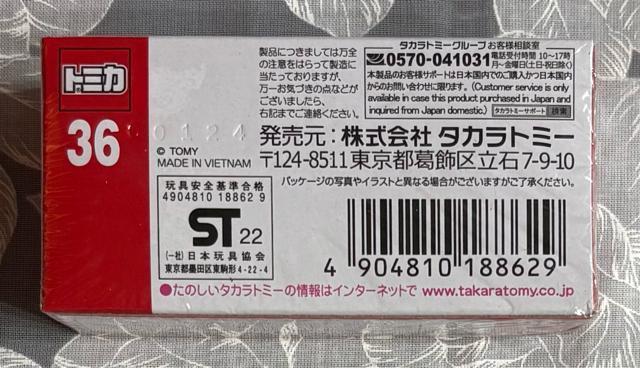 トミカ
36
0124
© TOMY
MADE IN VIETNAM
製品につきましては万全
の注意をはらって製造に
当たっておりますが、
万一お気づきの点などが
ございましたら、
右記までご連絡ください。
タカラトミーグループ お客様相談室
0570-041031 電話受付時間 10〜17時
月〜金曜日(土・日・祝日除く)
本製品のお客様サポートは日本国内でのご購入かつ日本国内
からのお問い合わせに限ります。(Customer service is only
available in case this product purchased in Japan and
inquired from Japan domestic.) タカラトミーサポート 検索
発売元:株式会社 タカラトミー
〒124-8511 東京都葛飾区立石7-9-10
パッケージの写真やイラストと異なる場合がございますがご了承ください。
玩具安全基準合格
4904810 18862 9
ST 22
(一社)日本玩具協会
東京都墨田区東駒形4-22-4
4 904810 188629
●たのしいタカラトミーの情報はインターネットで www.takaratomy.co.jp